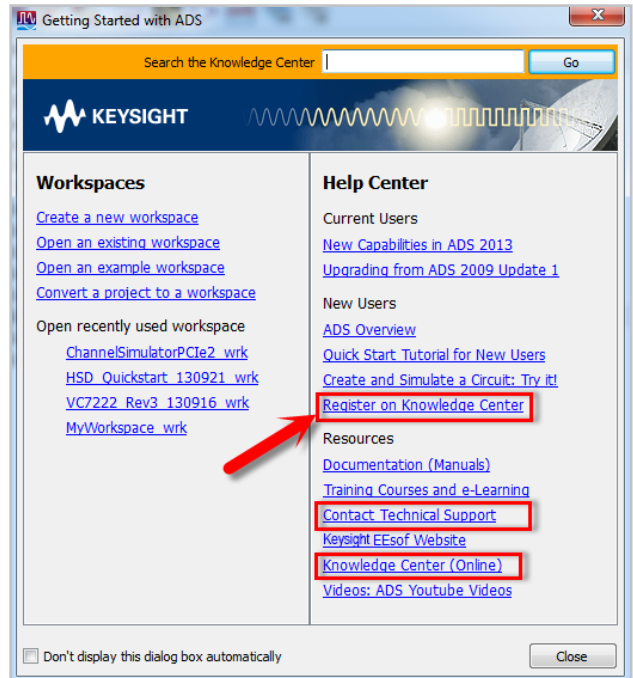 Getting Started with ADS
Search the Knowledge Center
Go
KEYSIGHT
Workspaces
Create a new workspace
Open an existing workspace
Open an example workspace
Convert a project to a workspace
Open recently used workspace
ChannelSimulatorPCIe2_wrk
HSD_Quickstart_130921_wrk
VC7222_Rev3_130916_wrk
MyWorkspace_wrk
Help Center
Current Users
New Capabilities in ADS 2013
Upgrading from ADS 2009 Update 1
New Users
ADS Overview
Quick Start Tutorial for New Users
Create and Simulate a Circuit: Try it!
Register on Knowledge Center
Resources
Documentation (Manuals)
Training Courses and e-Learning
Contact Technical Support
Keysight EEsof Website
Knowledge Center (Online)
Videos: ADS Youtube Videos
Don't display this dialog box automatically
Close